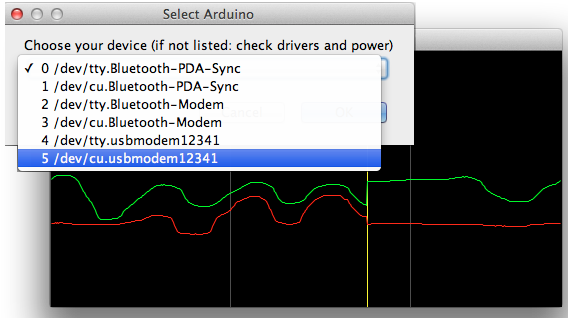 Select Arduino
Choose your device (if not listed: check drivers and power)
✓ 0 /dev/tty.Bluetooth-PDA-Sync
1 /dev/cu.Bluetooth-PDA-Sync
2 /dev/tty.Bluetooth-Modem
3 /dev/cu.Bluetooth-Modem
4 /dev/tty.usbmodem12341
5 /dev/cu.usbmodem12341